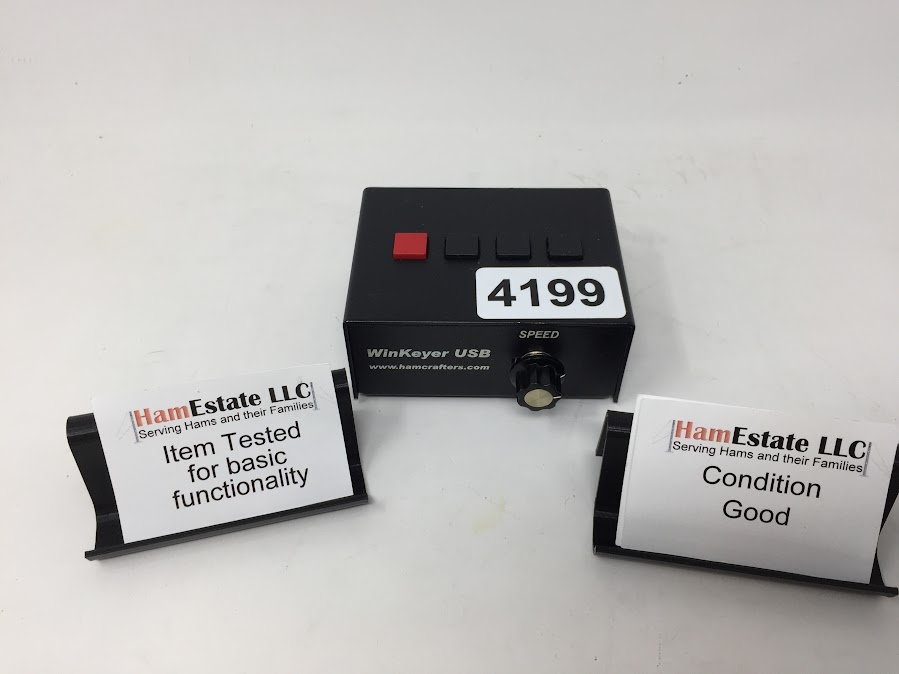 4199
SPEED
WinKeyer USB
www.hamcrafters.com
HamEstate LLC
Serving Hams and their Families
Item Tested
for basic
functionality
HamEstate LLC
Serving Hams and their Families
Condition
Good